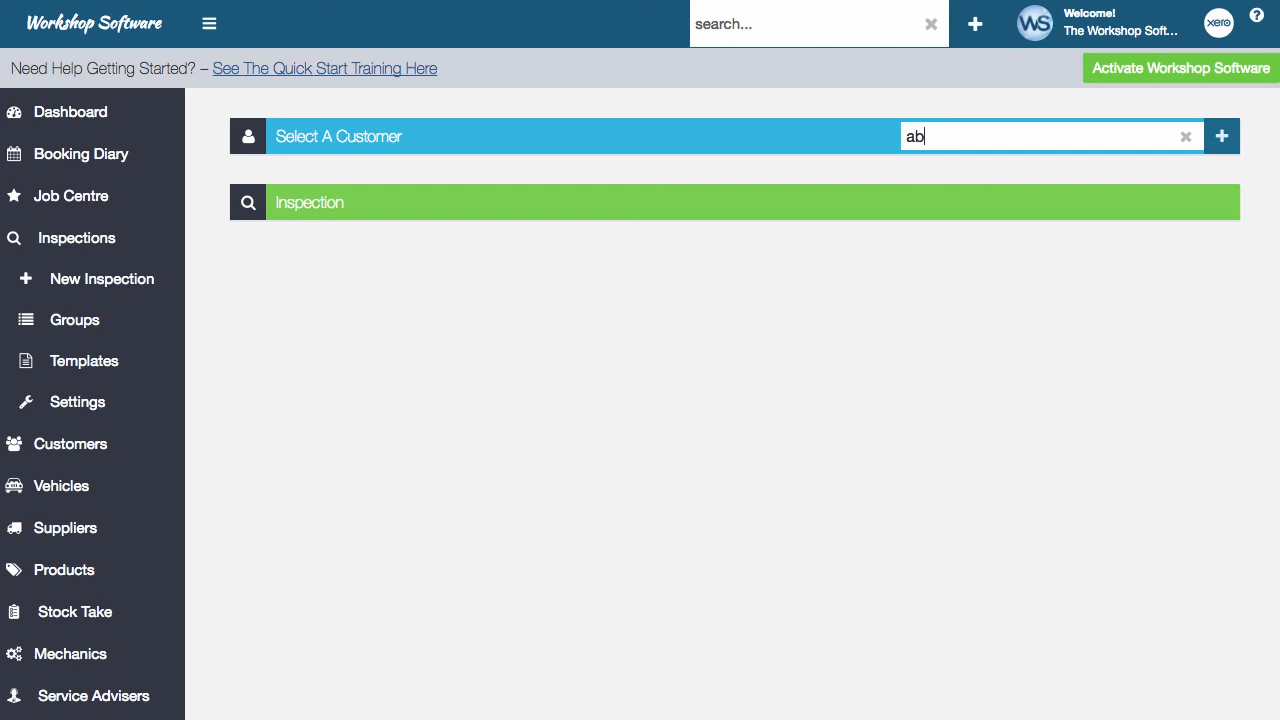 Workshop Software
search...
WS
Welcome!
The Workshop Soft...
xero
?
Need Help Getting Started? – See The Quick Start Training Here
Activate Workshop Software
Dashboard
Booking Diary
Job Centre
Inspections
New Inspection
Groups
Templates
Settings
Customers
Vehicles
Suppliers
Products
Stock Take
Mechanics
Service Advisers
Select A Customer
ab
Inspection